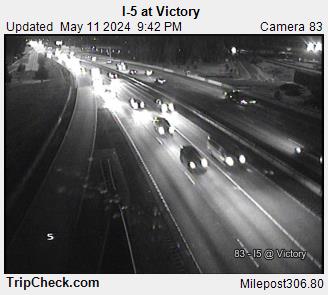 I-5 at Victory
Updated May 11 2024 9:42 PM Camera 83
S
83 - I5 @ Victory
TripCheck.com Milepost306.80